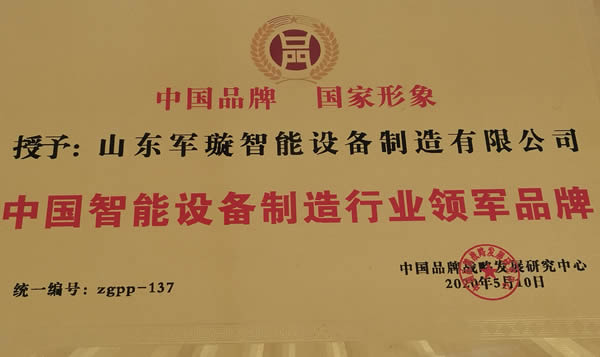 中国品牌 国家形象
授予：山东军璇智能设备制造有限公司
中国智能设备制造行业领军品牌
中国品牌战略发展研究中心
统一编号：zgpp-137
2020年5月10日